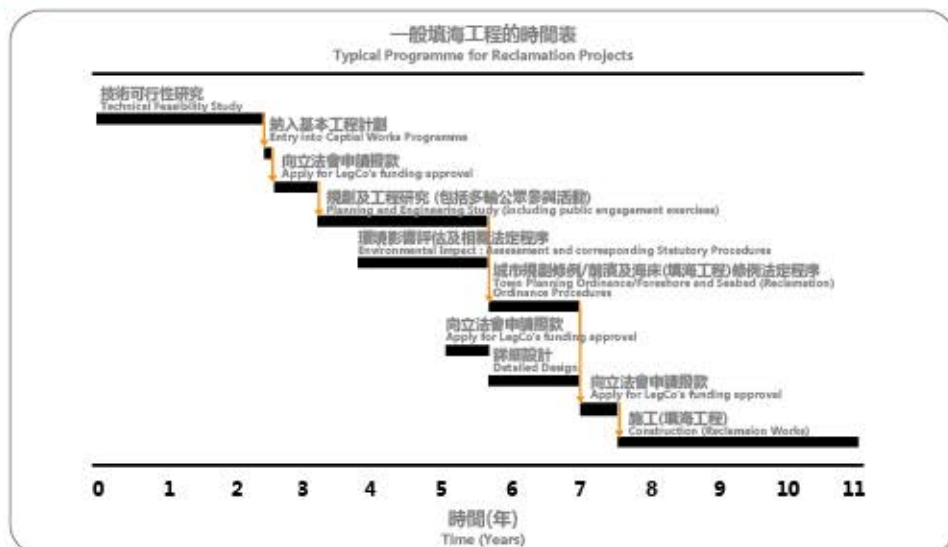 一般填海工程的時間表
Typical Programme for Reclamation Projects
技術可行性研究
Technical Feasibility Study
納入基本工程計劃
Entry into Captial Works Programme
向立法會申請撥款
Apply for LegCo's funding approval
規劃及工程研究 (包括多輪公眾參與活動)
Planning and Engineering Study (including public engagement exercises)
環境影響評估及相關法定程序
Environmental Impact : Assessment and corresponding Statutory Procedures
城市規劃條例/前濱及海床(填海工程)條例法定程序
Town Planning Ordinance/Foreshore and Seabed (Reclamation)
Ordinance Procedures
向立法會申請撥款
Apply for LegCo's funding approval
詳細設計
Detailed Design
向立法會申請撥款
Apply for LegCo's funding approval
施工(填海工程)
Construction (Reclamaion Works)
0 1 2 3 4 5 6 7 8 9 10 11
時間(年)
Time (Years)